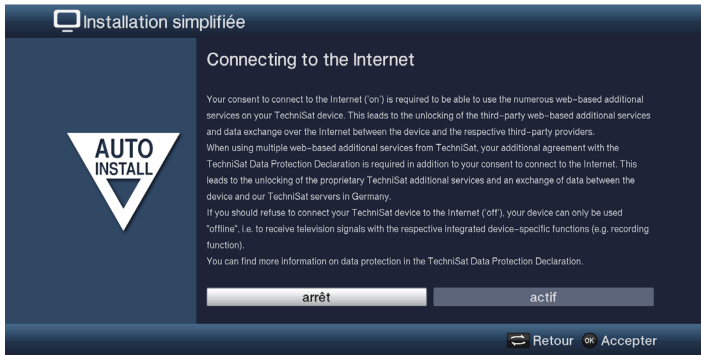 Installation simplifiée
Connecting to the Internet
Your consent to connect to the Internet ('on') is required to be able to use the numerous web-based additional
services on your TechniSat device. This leads to the unlocking of the third-party web-based additional services
and data exchange over the Internet between the device and the respective third-party providers.
When using multiple web-based additional services from TechniSat, your additional agreement with the
TechniSat Data Protection Declaration is required in addition to your consent to connect to the Internet. This
leads to the unlocking of the proprietary TechniSat additional services and an exchange of data between the
device and our TechniSat servers in Germany.
If you should refuse to connect your TechniSat device to the Internet ('off'), your device can only be used
"offline", i.e. to receive television signals with the respective integrated device-specific functions (e.g. recording
function).
You can find more information on data protection in the TechniSat Data Protection Declaration.
AUTO
INSTALL
arrêt actif
Retour OK Accepter